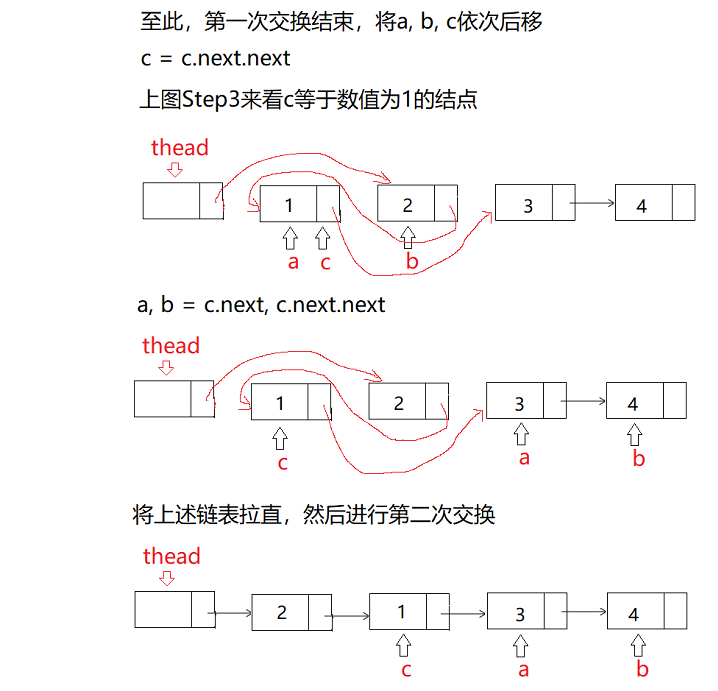 至此，第一次交换结束，将a, b, c依次后移
c = c.next.next
上图Step3来看c等于数值为1的结点
thead
1 2 3 4
a c b
a, b = c.next, c.next.next
thead
1 2 3 4
c a b
将上述链表拉直，然后进行第二次交换
thead
2 1 3 4
c a b